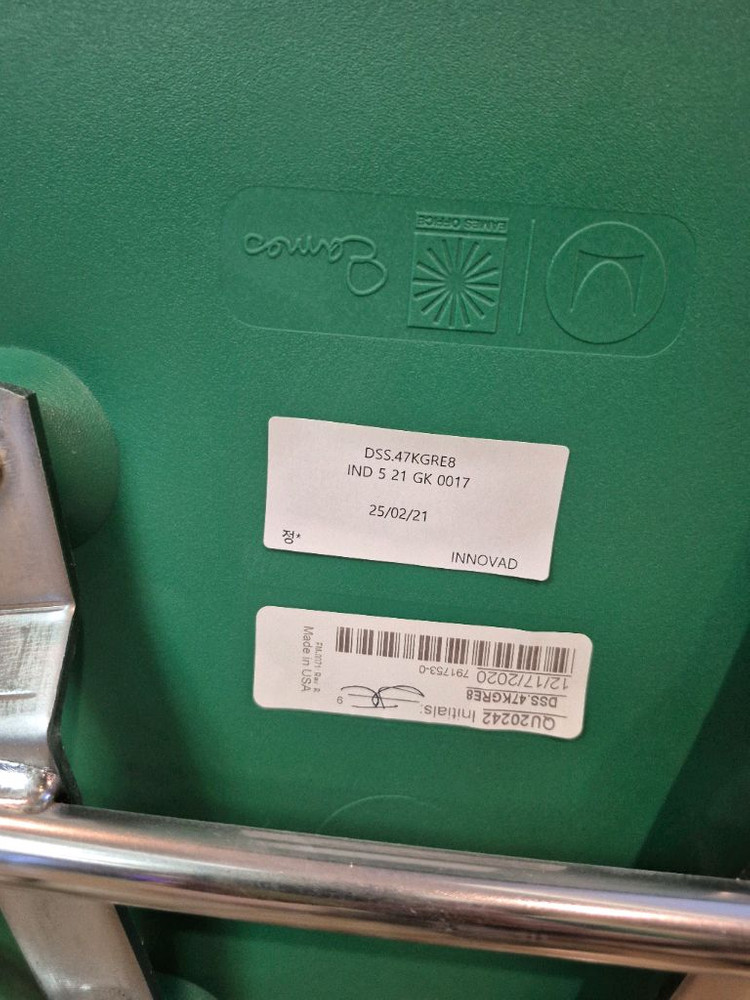 Eames
EAMES OFFICE
DSS.47KGRE8
IND 5 21 GK 0017
25/02/21
정*
INNOVAD
QU20242 Initials:
DSS.47KGRE8
12/17/2020 791753-0
9
Made in USA